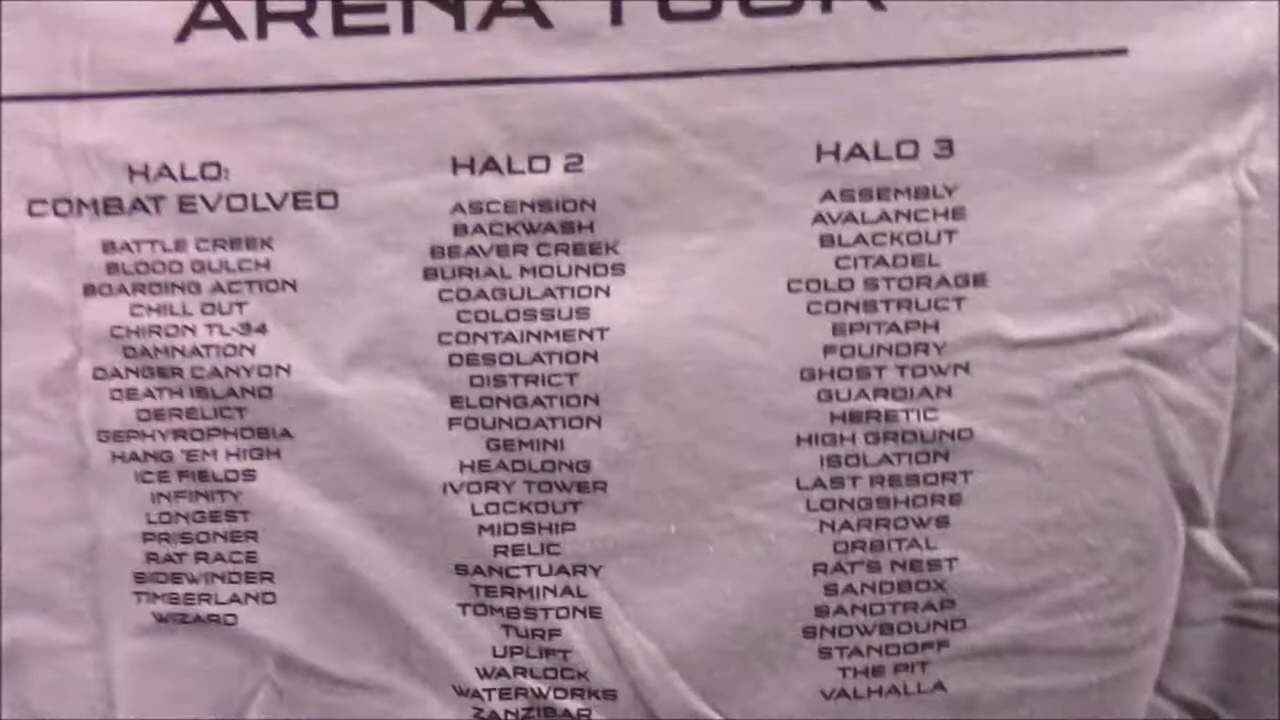 ARENA TOUR
HALO:
COMBAT EVOLVED
BATTLE CREEK
BLOOD GULCH
BOARDING ACTION
CHILL OUT
CHIRON TL-34
DAMNATION
DANGER CANYON
DEATH ISLAND
DERELICT
GEPHYROPHOBIA
HANG 'EM HIGH
ICE FIELDS
INFINITY
LONGEST
PRISONER
RAT RACE
SIDEWINDER
TIMBERLAND
WIZARD
HALO 2
ASCENSION
BACKWASH
BEAVER CREEK
BURIAL MOUNDS
COAGULATION
COLOSSUS
CONTAINMENT
DESOLATION
DISTRICT
ELONGATION
FOUNDATION
GEMINI
HEADLONG
IVORY TOWER
LOCKOUT
MIDSHIP
RELIC
SANCTUARY
TERMINAL
TOMBSTONE
TURF
UPLIFT
WARLOCK
WATERWORKS
ZANZIBAR
HALO 3
ASSEMBLY
AVALANCHE
BLACKOUT
CITADEL
COLD STORAGE
CONSTRUCT
EPITAPH
FOUNDRY
GHOST TOWN
GUARDIAN
HERETIC
HIGH GROUND
ISOLATION
LAST RESORT
LONGSHORE
NARROWS
ORBITAL
RAT'S NEST
SANDBOX
SANDTRAP
SNOWBOUND
STANDOFF
THE PIT
VALHALLA